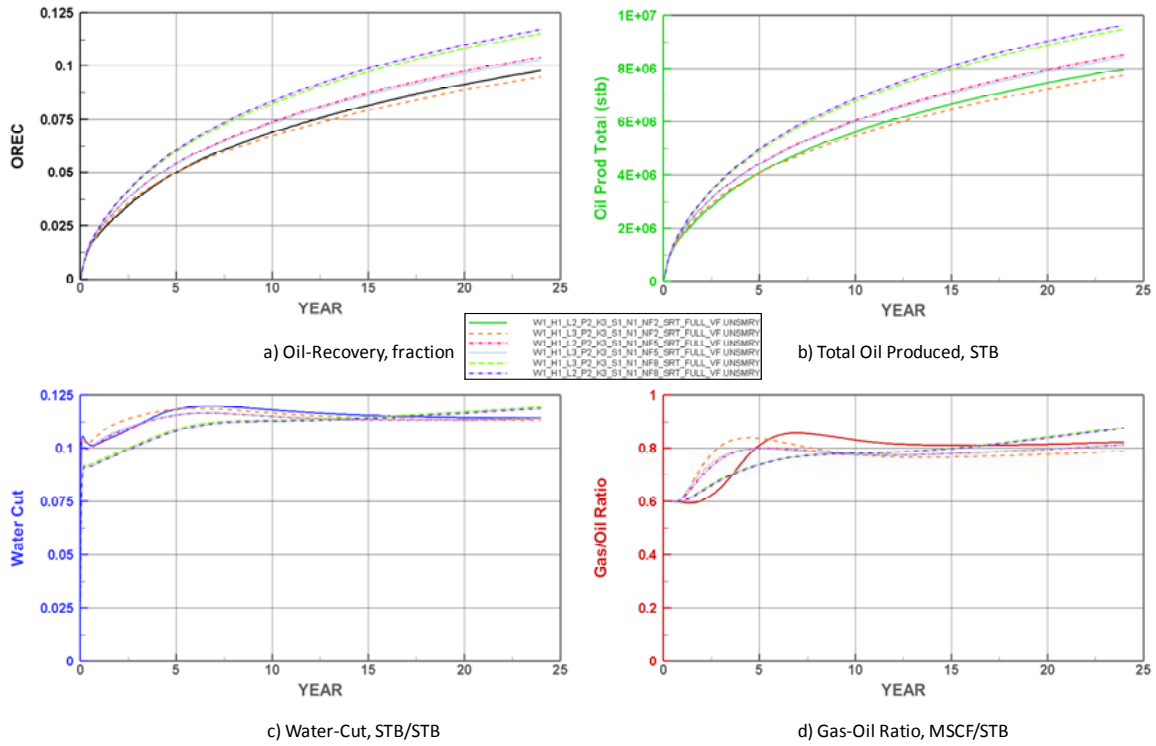 0.125
0.1
0.075
0.05
0.025
0
OREC
0
5
10
15
20
25
YEAR
a) Oil-Recovery, fraction
1E+07
8E+06
6E+06
4E+06
2E+06
0
Oil Prod Total (stb)
0
5
10
15
20
25
YEAR
b) Total Oil Produced, STB
W1_H1_L2_P2_K3_S1_N1_NF2_SRT_FULL_VF.UNSMRY
W1_H1_L3_P2_K3_S1_N1_NF2_SRT_FULL_VF.UNSMRY
W1_H1_L2_P2_K3_S1_N1_NF5_SRT_FULL_VF.UNSMRY
W1_H1_L3_P2_K3_S1_N1_NF5_SRT_FULL_VF.UNSMRY
W1_H1_L3_P2_K3_S1_N1_NF8_SRT_FULL_VF.UNSMRY
W1_H1_L2_P2_K3_S1_N1_NF8_SRT_FULL_VF.UNSMRY
0.125
0.1
0.075
0.05
0.025
0
Water Cut
0
5
10
15
20
25
YEAR
c) Water-Cut, STB/STB
1
0.8
0.6
0.4
0.2
0
Gas/Oil Ratio
0
5
10
15
20
25
YEAR
d) Gas-Oil Ratio, MSCF/STB